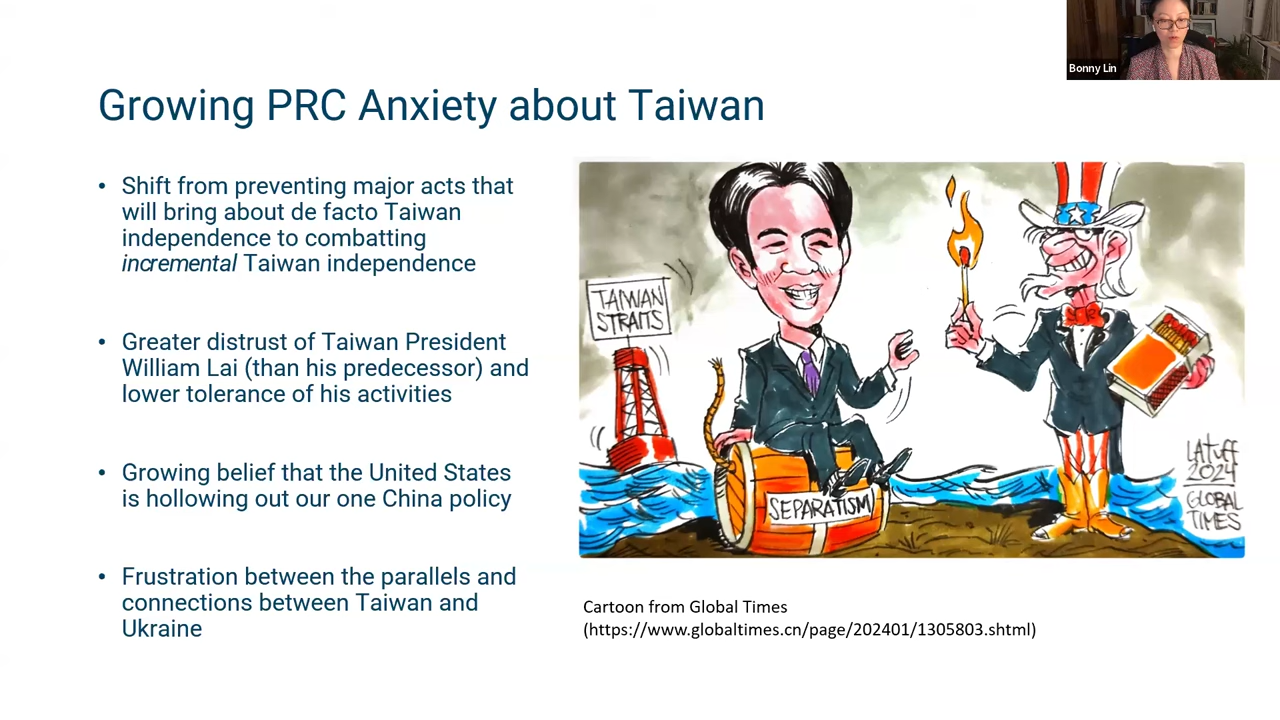 Bonny Lin
Growing PRC Anxiety about Taiwan
• Shift from preventing major acts that
will bring about de facto Taiwan
independence to combatting
incremental Taiwan independence
• Greater distrust of Taiwan President
William Lai (than his predecessor) and
lower tolerance of his activities
• Growing belief that the United States
is hollowing out our one China policy
• Frustration between the parallels and
connections between Taiwan and
Ukraine
TAIWAN
STRAITS
SEPARATISM
LATUFF
2024
GLOBAL
TIMES
Cartoon from Global Times
(https://www.globaltimes.cn/page/202401/1305803.shtml)